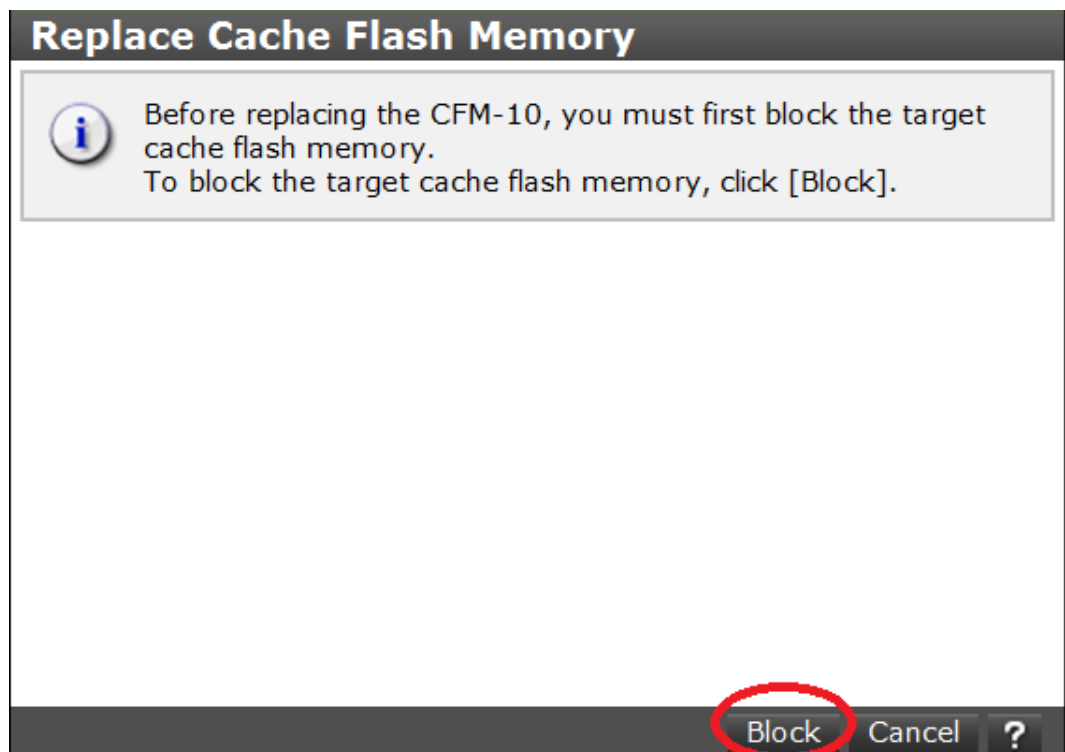 Replace Cache Flash Memory
Before replacing the CFM-10, you must first block the target
cache flash memory.
To block the target cache flash memory, click [Block].
Block Cancel ?